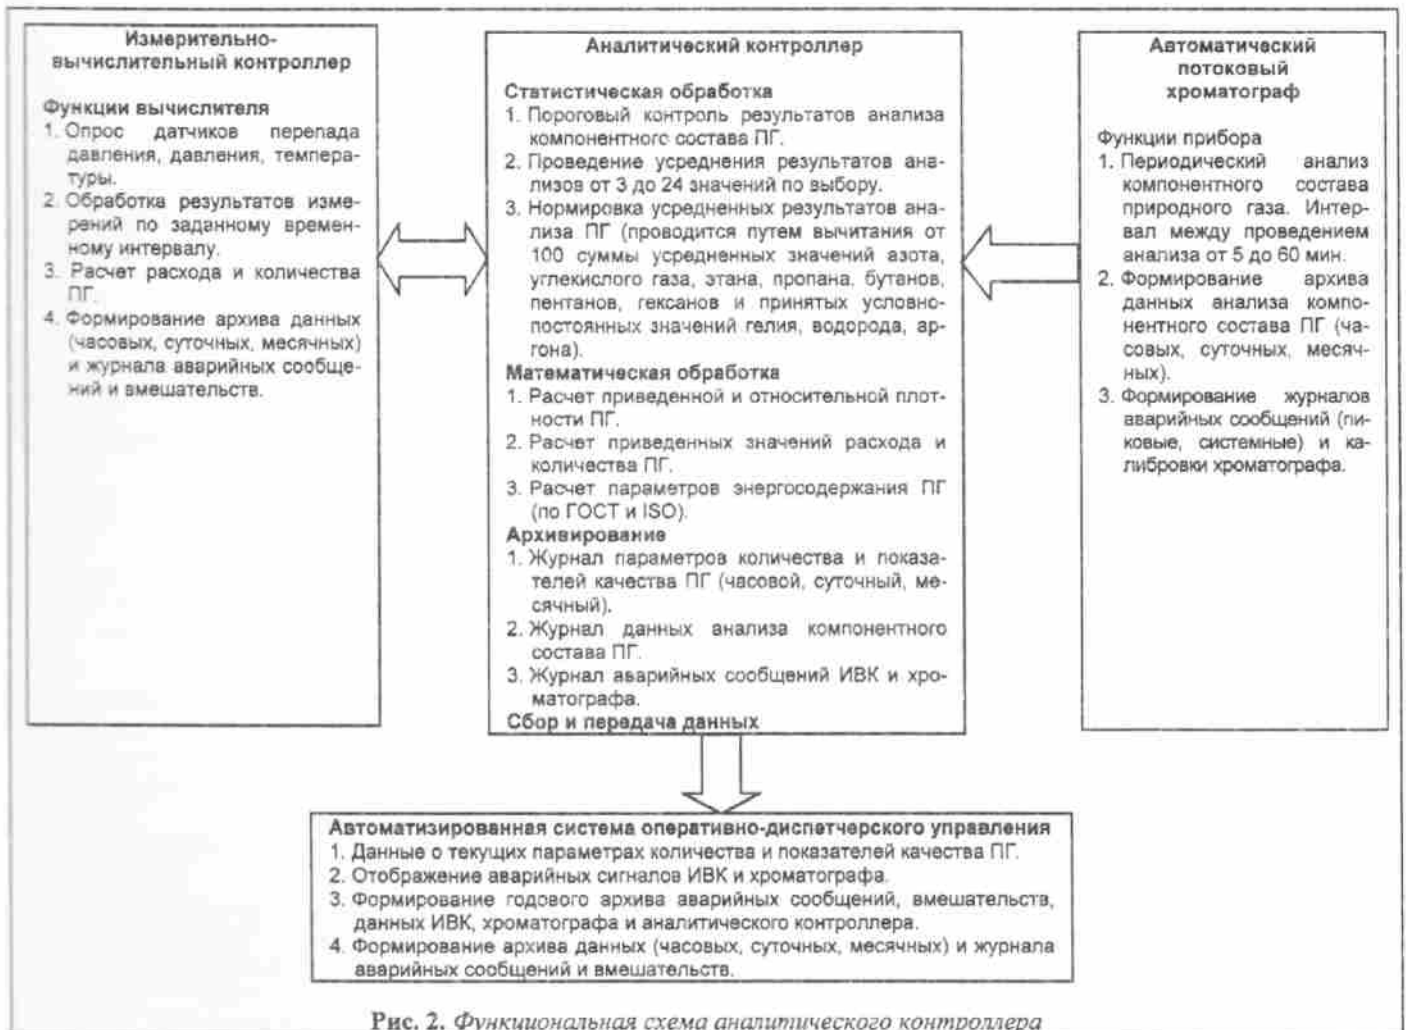 Измерительно-
вычислительный контроллер
Функции вычислителя
1. Опрос датчиков перепада
давления, давления, темпера-
туры.
2. Обработка результатов изме-
рений по заданному времен-
ному интервалу.
3. Расчет расхода и количества
ПГ.
4. Формирование архива данных
(часовых, суточных, месячных)
и журнала аварийных сообще-
ний и вмешательств.
Аналитический контроллер
Статистическая обработка
1. Пороговый контроль результатов анализа
компонентного состава ПГ.
2. Проведение усреднения результатов ана-
лизов от 3 до 24 значений по выбору.
3. Нормировка усредненных результатов ана-
лиза ПГ (проводится путем вычитания от
100 суммы усредненных значений азота,
углекислого газа, этана, пропана, бутанов,
пентанов, гексанов и принятых условно-
постоянных значений гелия, водорода, ар-
гона).
Математическая обработка
1. Расчет приведенной и относительной плот-
ности ПГ.
2. Расчет приведенных значений расхода и
количества ПГ.
3. Расчет параметров энергосодержания ПГ
(по ГОСТ и ISO).
Архивирование
1. Журнал параметров количества и показа-
телей качества ПГ (часовой, суточный, ме-
сячный).
2. Журнал данных анализа компонентного
состава ПГ.
3. Журнал аварийных сообщений ИВК и хро-
матографа.
Сбор и передача данных
Автоматический
потоковый
хроматограф
Функции прибора
1. Периодический анализ
компонентного состава
природного газа. Интер-
вал между проведением
анализа от 5 до 60 мин.
2. Формирование архива
данных анализа компо-
нентного состава ПГ (ча-
совых, суточных, месяч-
ных).
3. Формирование журналов
аварийных сообщений (пи-
ковые, системные) и ка-
либровки хроматографа.
Автоматизированная система оперативно-диспетчерского управления
1. Данные о текущих параметрах количества и показателей качества ПГ.
2. Отображение аварийных сигналов ИВК и хроматографа.
3. Формирование годового архива аварийных сообщений, вмешательств,
данных ИВК, хроматографа и аналитического контроллера.
4. Формирование архива данных (часовых, суточных, месячных) и журнала
аварийных сообщений и вмешательств.
Рис. 2. Функциональная схема аналитического контроллера